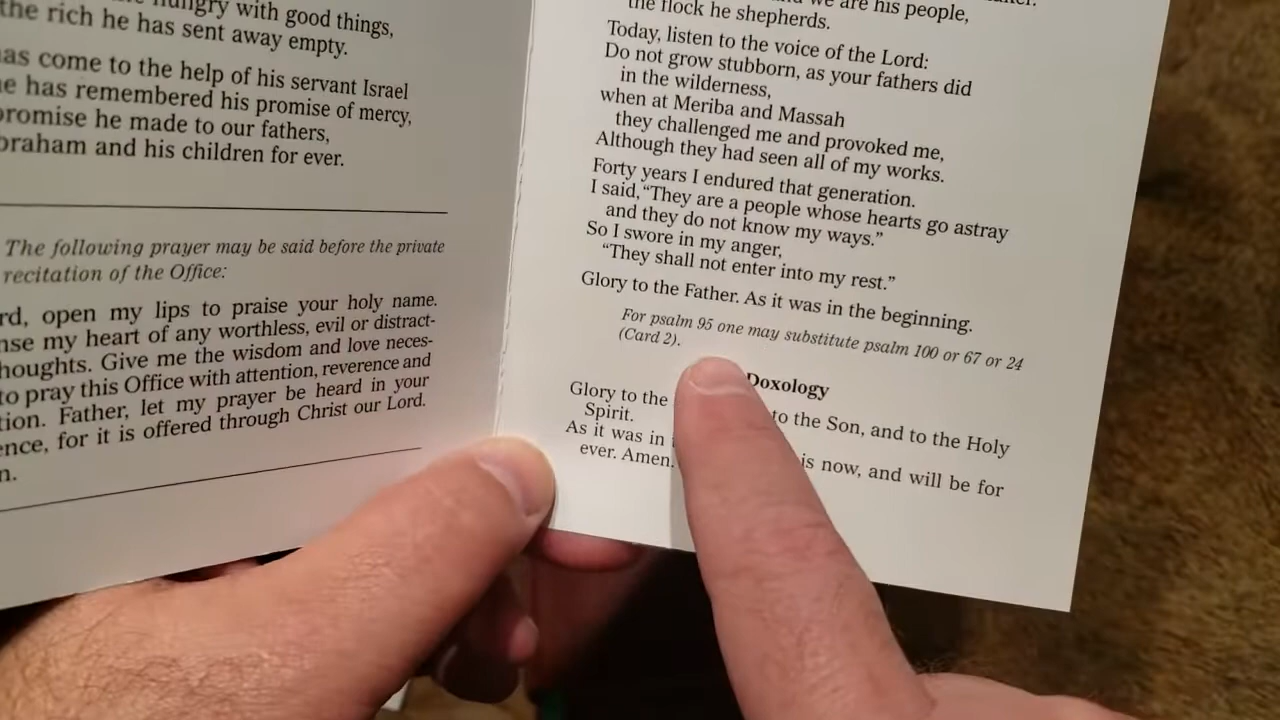 hungry with good things,
the rich he has sent away empty.
has come to the help of his servant Israel
he has remembered his promise of mercy,
promise he made to our fathers,
braham and his children for ever.
The following prayer may be said before the private
recitation of the Office:
rd, open my lips to praise your holy name.
nse my heart of any worthless, evil or distract-
houghts. Give me the wisdom and love neces-
to pray this Office with attention, reverence and
tion. Father, let my prayer be heard in your
ence, for it is offered through Christ our Lord.
n.
we are his people,
the flock he shepherds.
Today, listen to the voice of the Lord:
Do not grow stubborn, as your fathers did
in the wilderness,
when at Meriba and Massah
they challenged me and provoked me,
Although they had seen all of my works.
Forty years I endured that generation.
I said, “They are a people whose hearts go astray
and they do not know my ways.”
So I swore in my anger,
“They shall not enter into my rest.”
Glory to the Father. As it was in the beginning.
For psalm 95 one may substitute psalm 100 or 67 or 24
(Card 2).
Doxology
Glory to the to the Son, and to the Holy
Spirit.
As it was in is now, and will be for
ever. Amen.